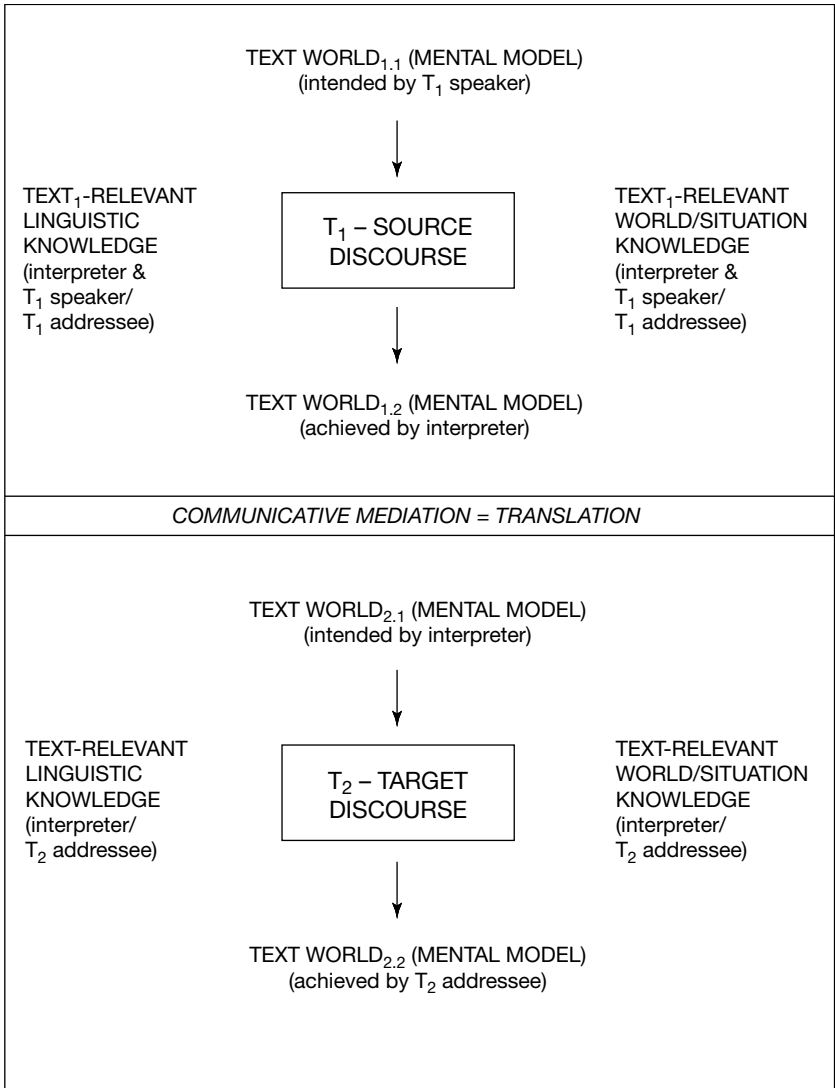 TEXT WORLD₁.₁ (MENTAL MODEL)
(intended by T₁ speaker)
TEXT₁-RELEVANT
LINGUISTIC
KNOWLEDGE
(interpreter &
T₁ speaker/
T₁ addressee)
T₁ – SOURCE
DISCOURSE
TEXT₁-RELEVANT
WORLD/SITUATION
KNOWLEDGE
(interpreter &
T₁ speaker/
T₁ addressee)
TEXT WORLD₁.₂ (MENTAL MODEL)
(achieved by interpreter)
COMMUNICATIVE MEDIATION = TRANSLATION
TEXT WORLD₂.₁ (MENTAL MODEL)
(intended by interpreter)
TEXT-RELEVANT
LINGUISTIC
KNOWLEDGE
(interpreter/
T₂ addressee)
T₂ – TARGET
DISCOURSE
TEXT-RELEVANT
WORLD/SITUATION
KNOWLEDGE
(interpreter/
T₂ addressee)
TEXT WORLD₂.₂ (MENTAL MODEL)
(achieved by T₂ addressee)